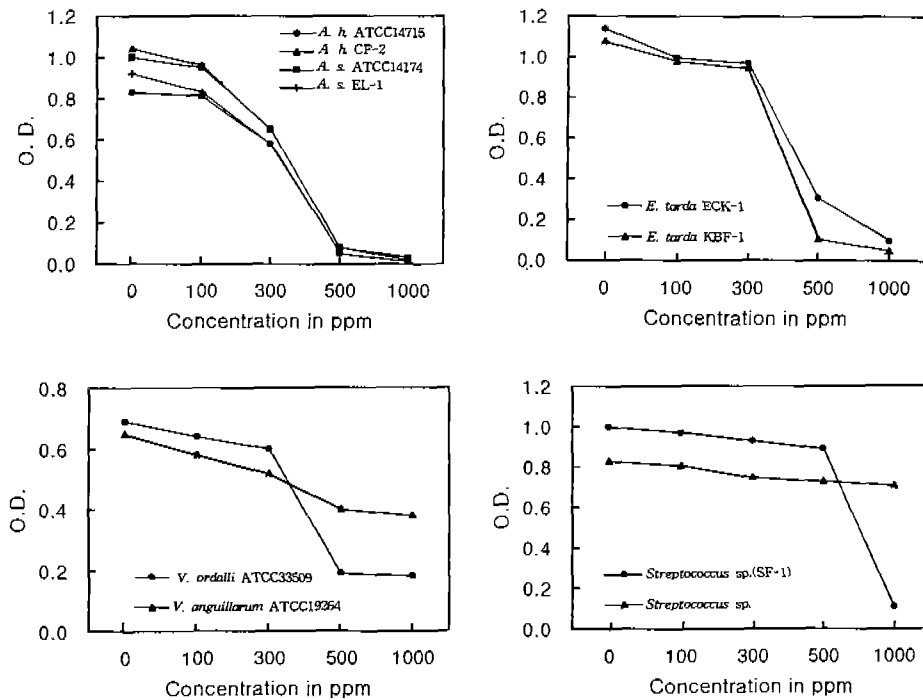 1.2
1.0
0.8
0.6
0.4
0.2
0.0
O. D.
A. h. ATCC14715
A. h. CP-2
A. s. ATCC14174
A. s. EL-1
0 100 300 500 1000
Concentration in ppm
1.2
1.0
0.8
0.6
0.4
0.2
0.0
O. D.
E. tarda ECK-1
E. tarda KBF-1
0 100 300 500 1000
Concentration in ppm
0.8
0.6
0.4
0.2
0.0
O.D.
V. ordalli ATCC33509
V. anguillarum ATCC19264
0 100 300 500 1000
Concentration in ppm
1.2
1.0
0.8
0.6
0.4
0.2
0.0
O.D.
Streptococcus sp.(SF-1)
Streptococcus sp.
0 100 300 500 1000
Concentration in ppm